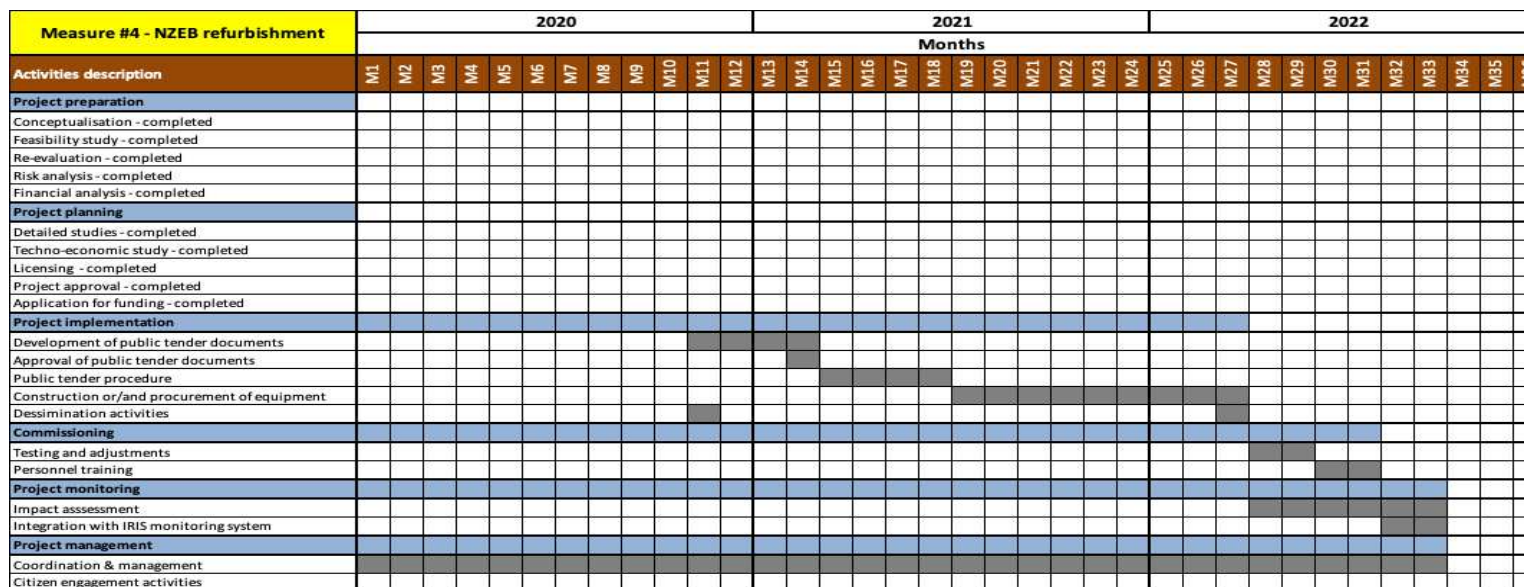 Measure #4 - NZEB refurbishment
2020 2021 2022
Months
Activities description M1 M2 M3 M4 M5 M6 M7 M8 M9 M10 M11 M12 M13 M14 M15 M16 M17 M18 M19 M20 M21 M22 M23 M24 M25 M26 M27 M28 M29 M30 M31 M32 M33 M34 M35
Project preparation
Conceptualisation - completed
Feasibility study - completed
Re-evaluation - completed
Risk analysis - completed
Financial analysis - completed
Project planning
Detailed studies - completed
Techno-economic study - completed
Licensing - completed
Project approval - completed
Application for funding - completed
Project implementation
Development of public tender documents
Approval of public tender documents
Public tender procedure
Construction or/and procurement of equipment
Dessimination activities
Commissioning
Testing and adjustments
Personnel training
Project monitoring
Impact asssessment
Integration with IRIS monitoring system
Project management
Coordination & management
Citizen engagement activities